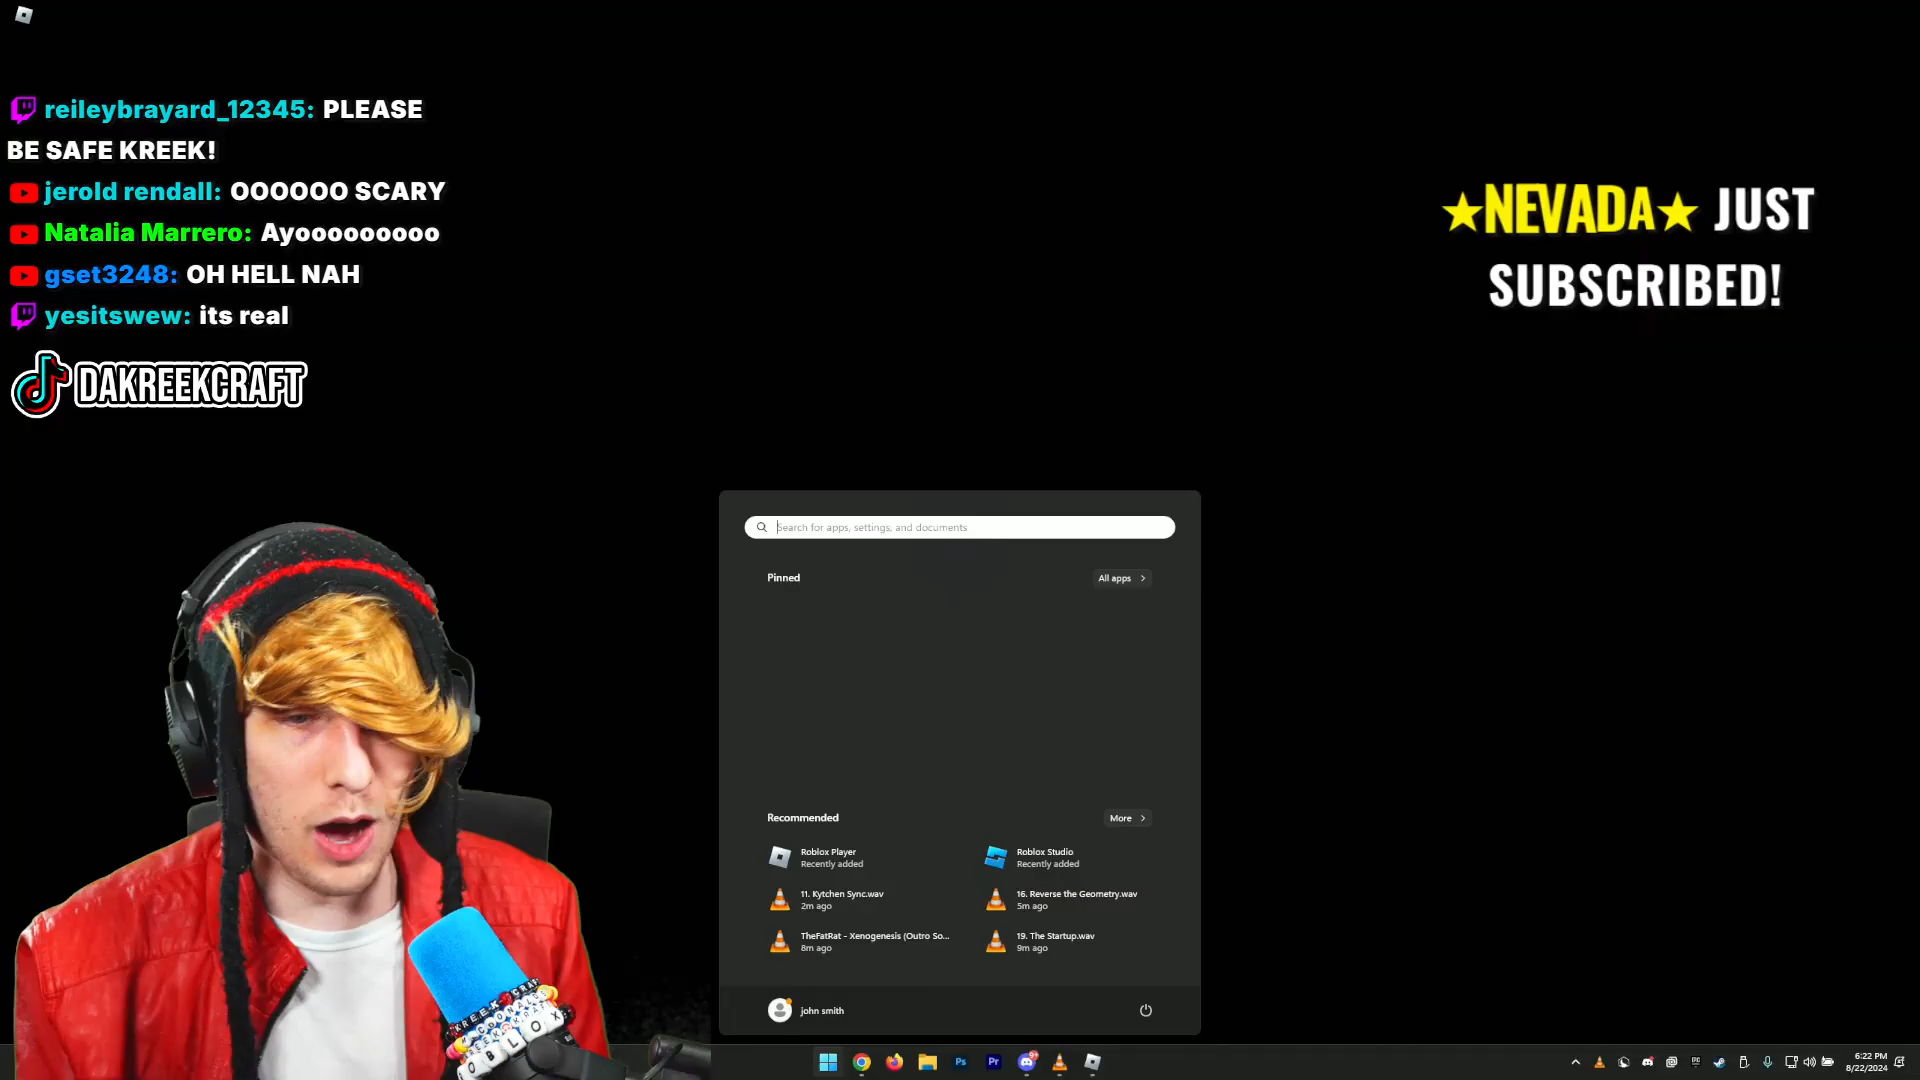 reileybrayard_12345: PLEASE
BE SAFE KREEK!
jerold rendall: OOOOOO SCARY
Natalia Marrero: Ayooooooooo
gset3248: OH HELL NAH
yesitswew: its real
DAKREEKCRAFT
★NEVADA★ JUST
SUBSCRIBED!
Search for apps, settings, and documents
Pinned
All apps
Recommended
More
Roblox Player
Recently added
Roblox Studio
Recently added
11. Kytchen Sync.wav
2m ago
16. Reverse the Geometry.wav
5m ago
TheFatRat - Xenogenesis (Outro So...
8m ago
19. The Startup.wav
9m ago
john smith
Ps
Pr
6:22 PM
8/22/2024